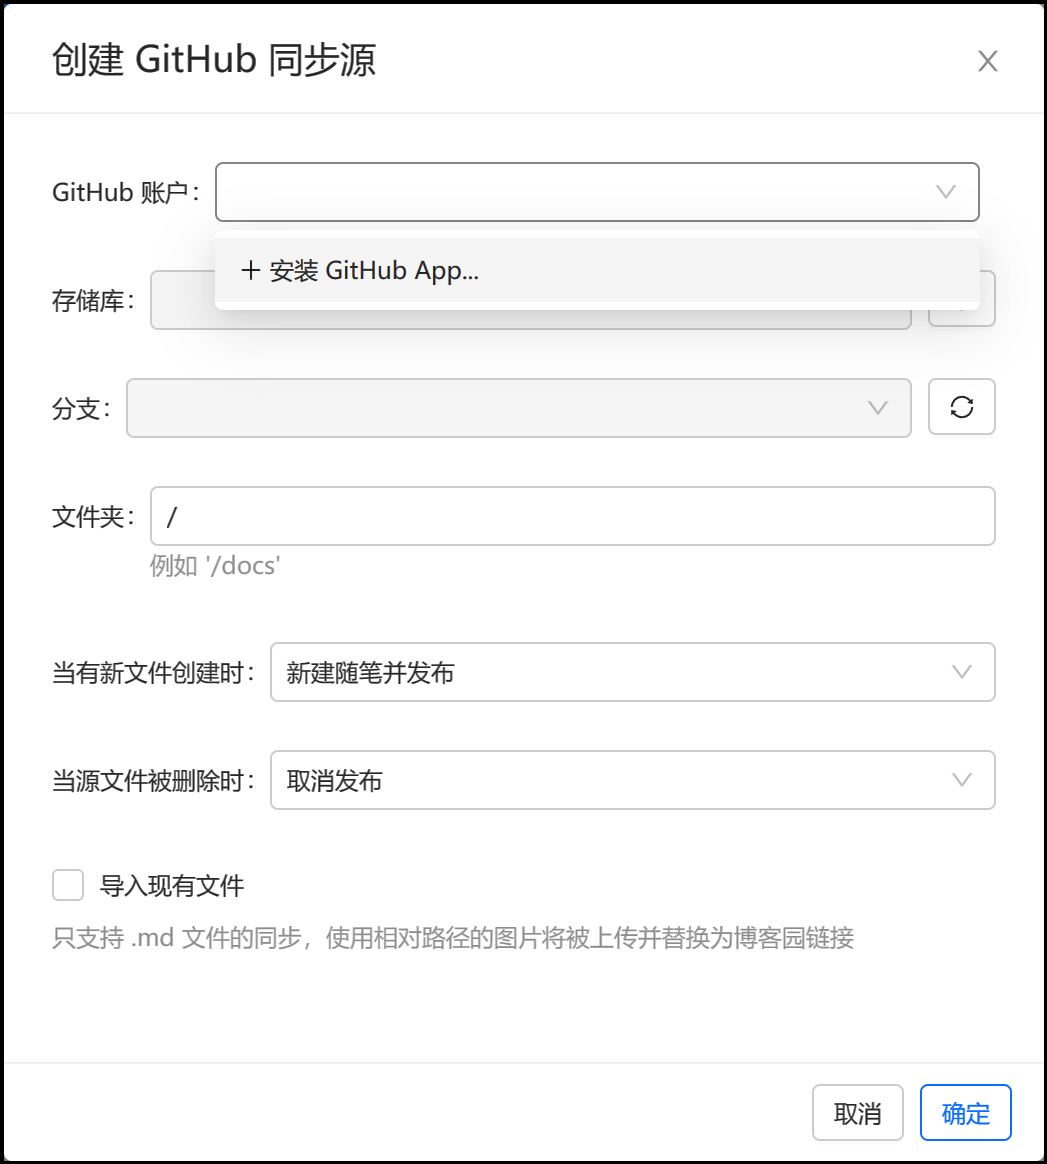 创建 GitHub 同步源
GitHub 账户：
+ 安装 GitHub App...
存储库：
分支：
文件夹： /
例如 '/docs'
当有新文件创建时： 新建随笔并发布
当源文件被删除时： 取消发布
导入现有文件
只支持 .md 文件的同步，使用相对路径的图片将被上传并替换为博客园链接
取消 确定